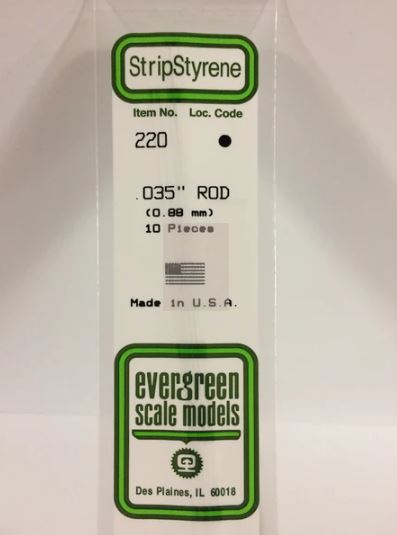 StripStyrene
Item No. Loc. Code
220
.035" ROD
(0.88 mm)
10 Pieces
Made in U.S.A.
evergreen
scale models
Des Plaines, IL 60018